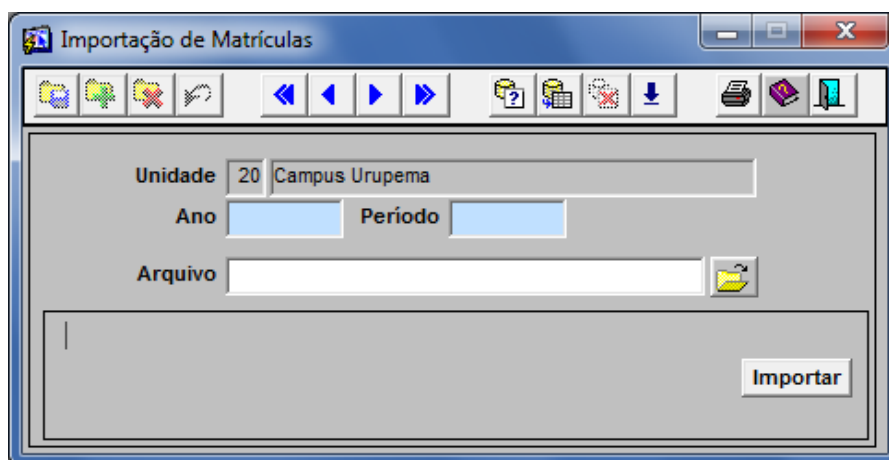 Importação de Matrículas
Unidade 20 Campus Urupema
Ano Período
Arquivo
Importar